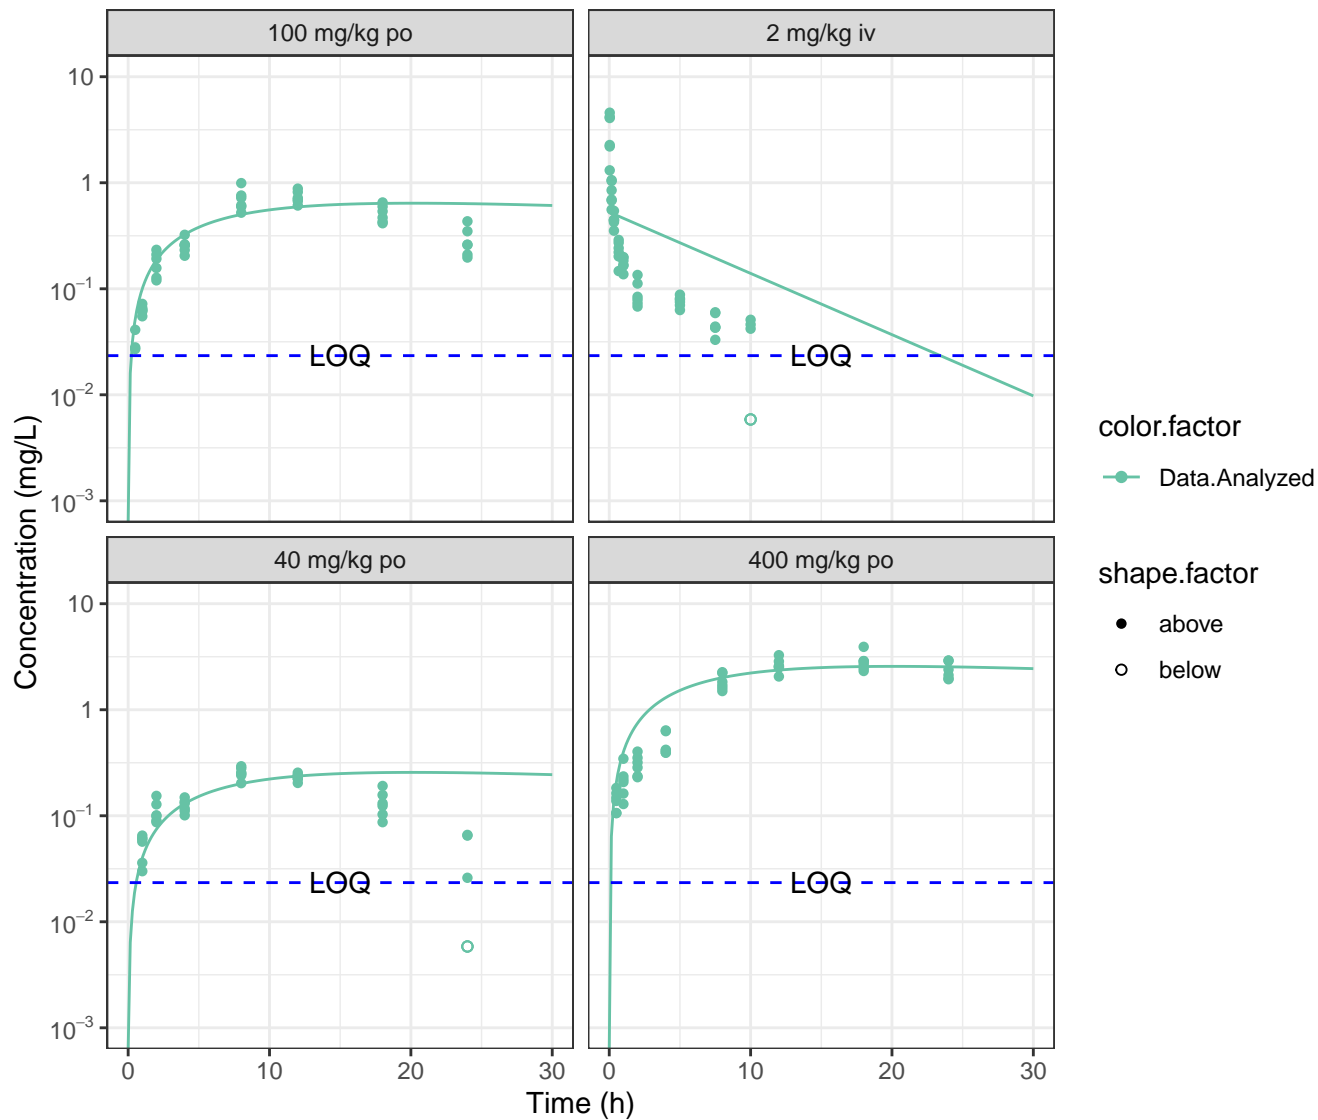 100 mg/kg po
2 mg/kg iv
10
1
10⁻¹
10⁻²
10⁻³
LOQ
LOQ
40 mg/kg po
400 mg/kg po
10
1
10⁻¹
10⁻²
10⁻³
LOQ
LOQ
0
10
20
30
0
10
20
30
Time (h)
Concentration (mg/L)
color.factor
Data.Analyzed
shape.factor
above
below